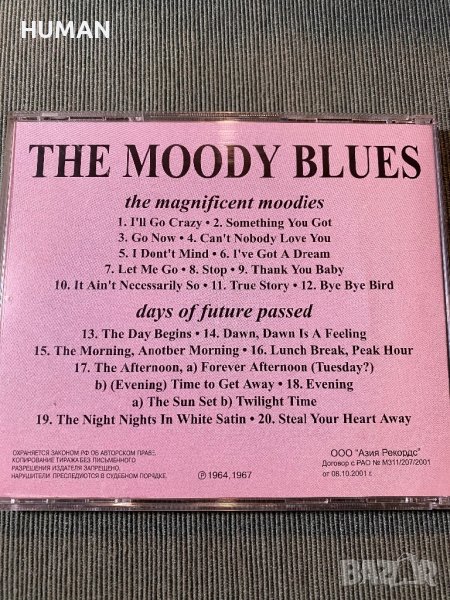 HUMAN
THE MOODY BLUES
the magnificent moodies
1. I'll Go Crazy • 2. Something You Got
3. Go Now • 4. Can't Nobody Love You
5. I Dont't Mind • 6. I've Got A Dream
7. Let Me Go • 8. Stop • 9. Thank You Baby
10. It Ain't Necessarily So • 11. True Story • 12. Bye Bye Bird
days of future passed
13. The Day Begins • 14. Dawn, Dawn Is A Feeling
15. The Morning, Another Morning • 16. Lunch Break, Peak Hour
17. The Afternoon, a) Forever Afternoon (Tuesday?)
b) (Evening) Time to Get Away • 18. Evening
a) The Sun Set b) Twilight Time
19. The Night Nights In White Satin • 20. Steal Your Heart Away
ОХРАНЯЕТСЯ ЗАКОНОМ РФ ОБ АВТОРСКОМ ПРАВЕ.
КОПИРОВАНИЕ ТИРАЖА БЕЗ ПИСЬМЕННОГО
РАЗРЕШЕНИЯ ИЗДАТЕЛЯ ЗАПРЕЩЕНО,
НАРУШИТЕЛИ ПРЕСЛЕДУЮТСЯ В СУДЕБНОМ ПОРЯДКЕ.
℗ 1964, 1967
ООО "Азия Рекордс"
Договор с РАО № М311/207/2001
от 08.10.2001 г.
BAZAR